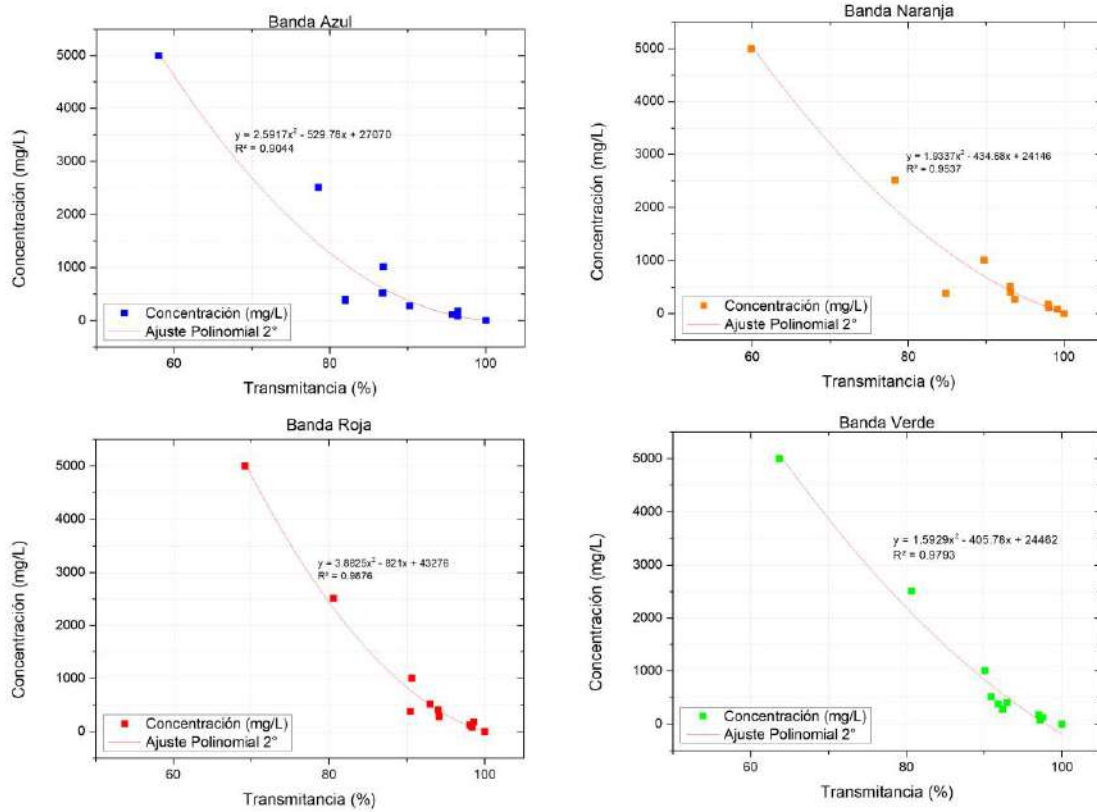 Banda Azul
5000
4000
3000
2000
1000
0
Concentración (mg/L)
y = 2.5917x² - 529.78x + 27070
R² = 0.9044
Concentración (mg/L)
Ajuste Polinomial 2°
60
80
100
Transmitancia (%)
Banda Naranja
5000
4000
3000
2000
1000
0
Concentración (mg/L)
y = 1.9337x² - 434.68x + 24146
R² = 0.9537
Concentración (mg/L)
Ajuste Polinomial 2°
60
80
100
Transmitancia (%)
Banda Roja
5000
4000
3000
2000
1000
0
Concentración (mg/L)
y = 3.8825x² - 821x + 43276
R² = 0.9876
Concentración (mg/L)
Ajuste Polinomial 2°
60
80
100
Transmitancia (%)
Banda Verde
5000
4000
3000
2000
1000
0
Concentración (mg/L)
y = 1.5929x² - 405.78x + 24462
R² = 0.9793
Concentración (mg/L)
Ajuste Polinomial 2°
60
80
100
Transmitancia (%)